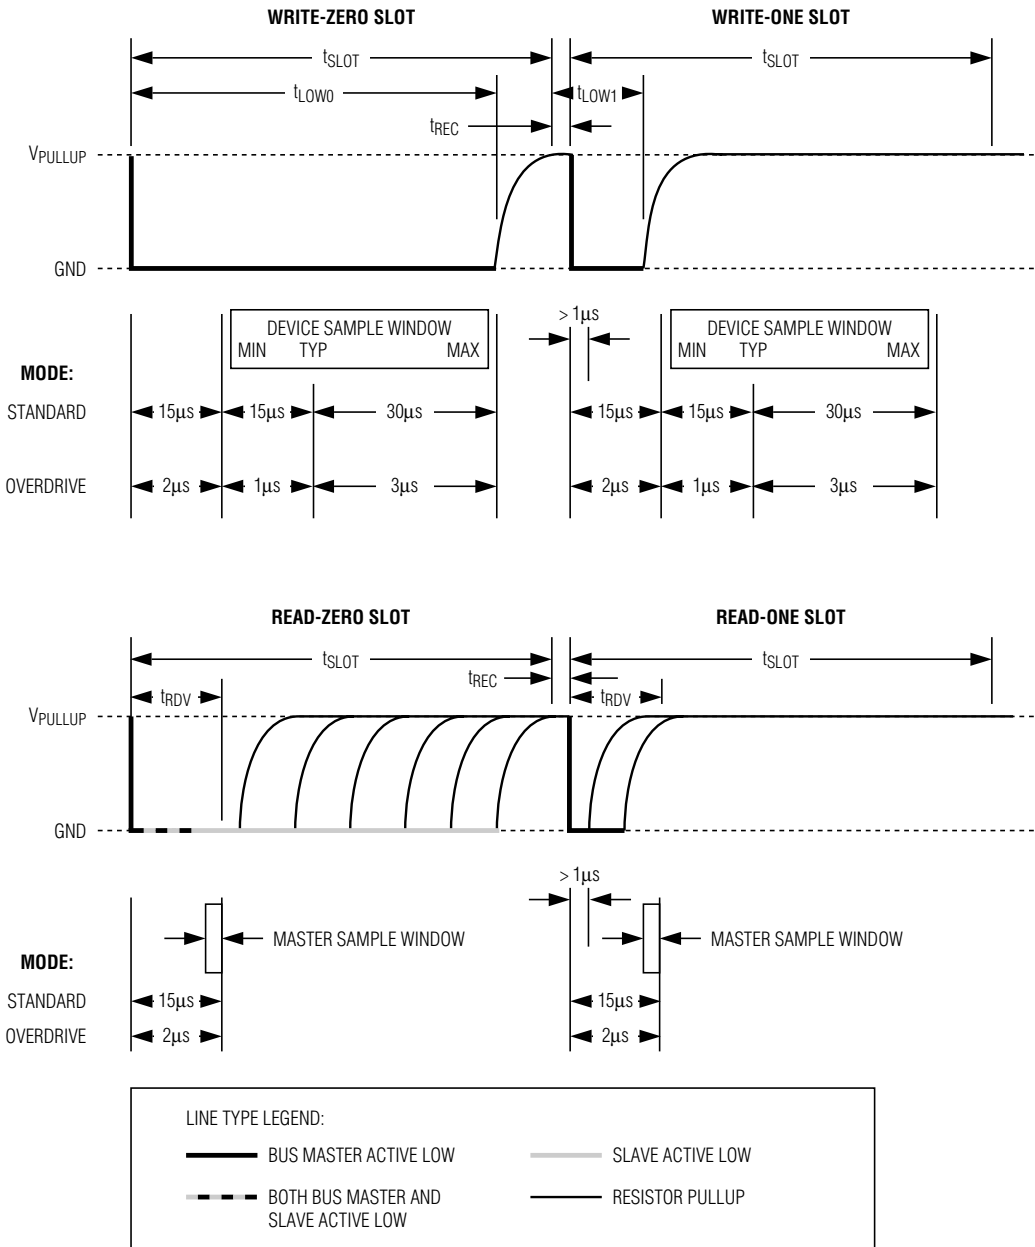 WRITE-ZERO SLOT WRITE-ONE SLOT
tSLOT tSLOT
tLOW0 tLOW1
tREC
VPULLUP
GND
> 1µs
DEVICE SAMPLE WINDOW DEVICE SAMPLE WINDOW
MIN TYP MAX MIN TYP MAX
MODE:
STANDARD 15µs 15µs 30µs 15µs 15µs 30µs
OVERDRIVE 2µs 1µs 3µs 2µs 1µs 3µs
READ-ZERO SLOT READ-ONE SLOT
tSLOT tSLOT
tREC
tRDV tRDV
VPULLUP
GND
> 1µs
MASTER SAMPLE WINDOW MASTER SAMPLE WINDOW
MODE:
STANDARD 15µs 15µs
OVERDRIVE 2µs 2µs
LINE TYPE LEGEND:
BUS MASTER ACTIVE LOW SLAVE ACTIVE LOW
BOTH BUS MASTER AND RESISTOR PULLUP
SLAVE ACTIVE LOW